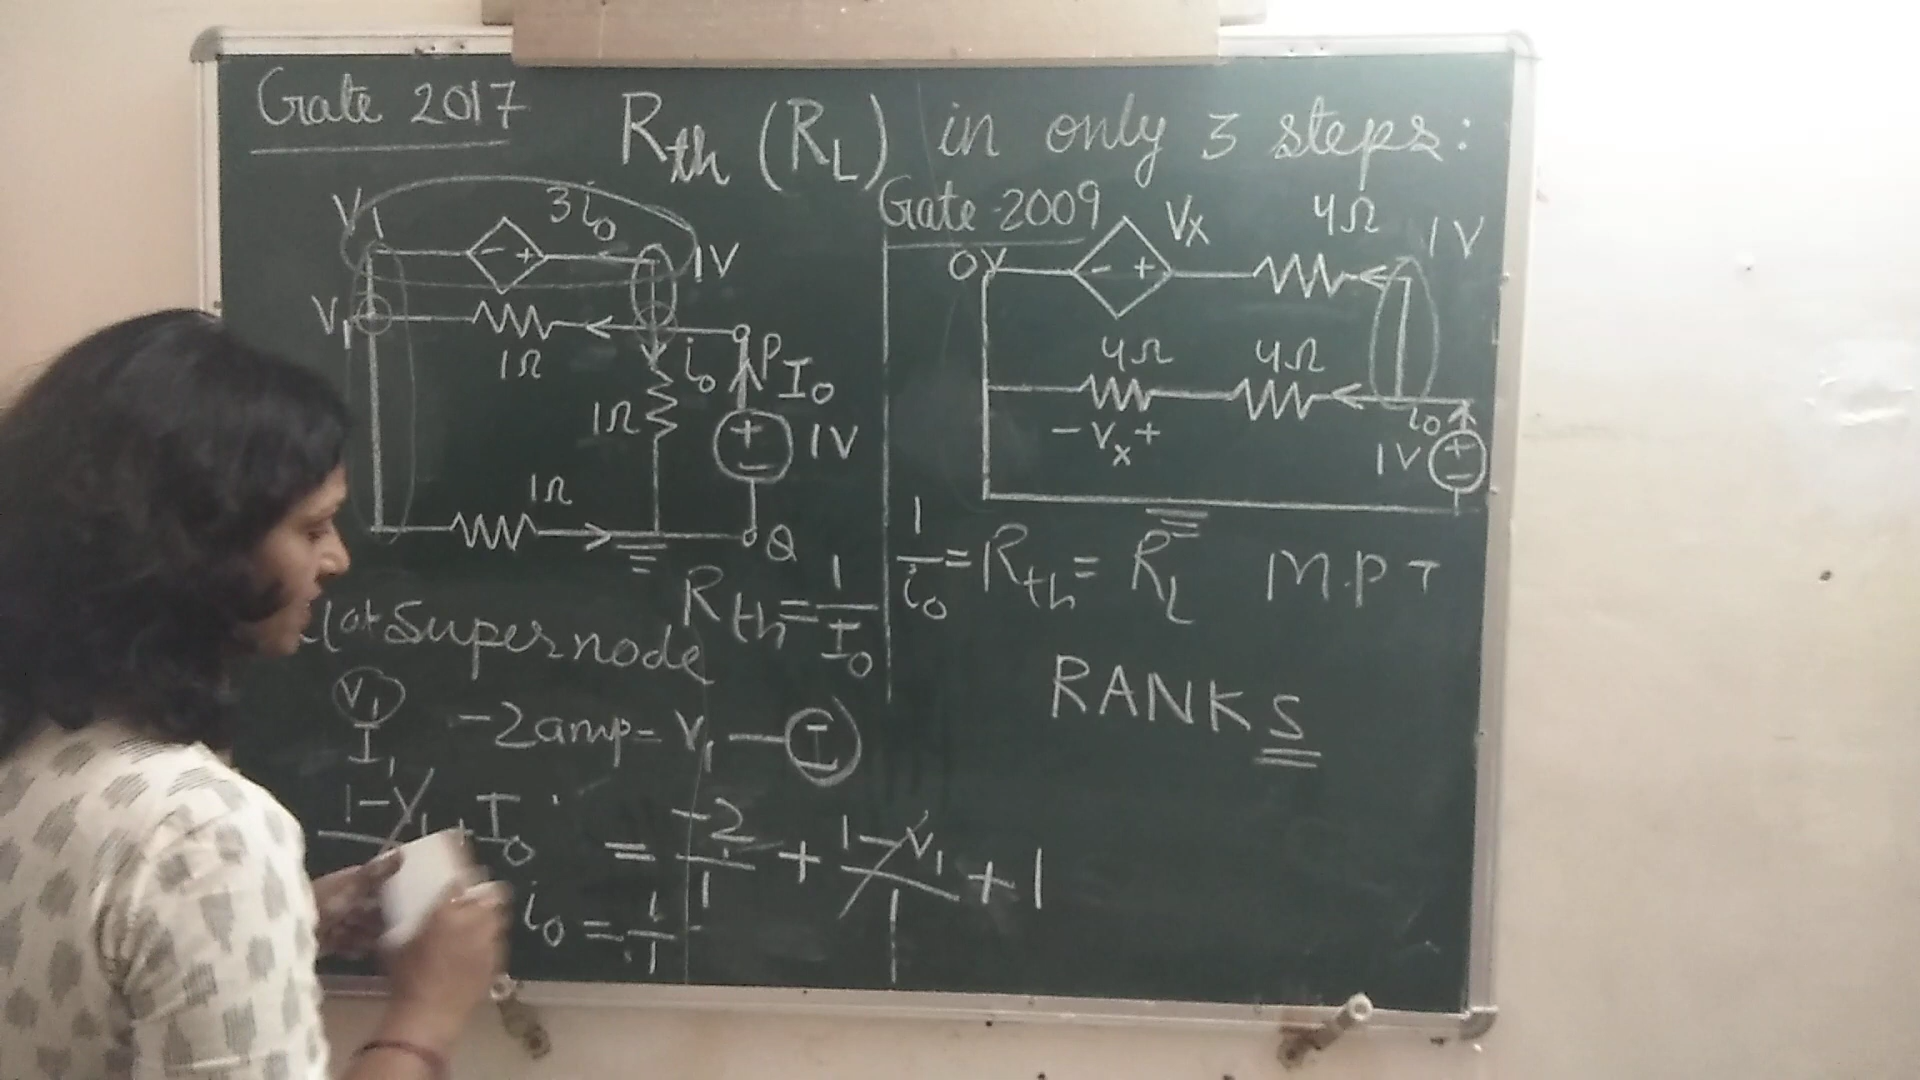 Gate 2017
Rth (RL) in only 3 steps:
V1
3i0
1V
V1
1Ω
i0
P
I0
1Ω
1V
1Ω
Q
Rth = 1/I0
at Supernode
V1
I1
-2amp = V1 — I
1-V1/ + I0 = -2/1 + 1-V1/1 + 1
i0 = 1/1
Gate-2009
0V
Vx
4Ω
1V
4Ω
4Ω
- Vx +
i0
1V
1/i0 = Rth = RL MPT
RANKS